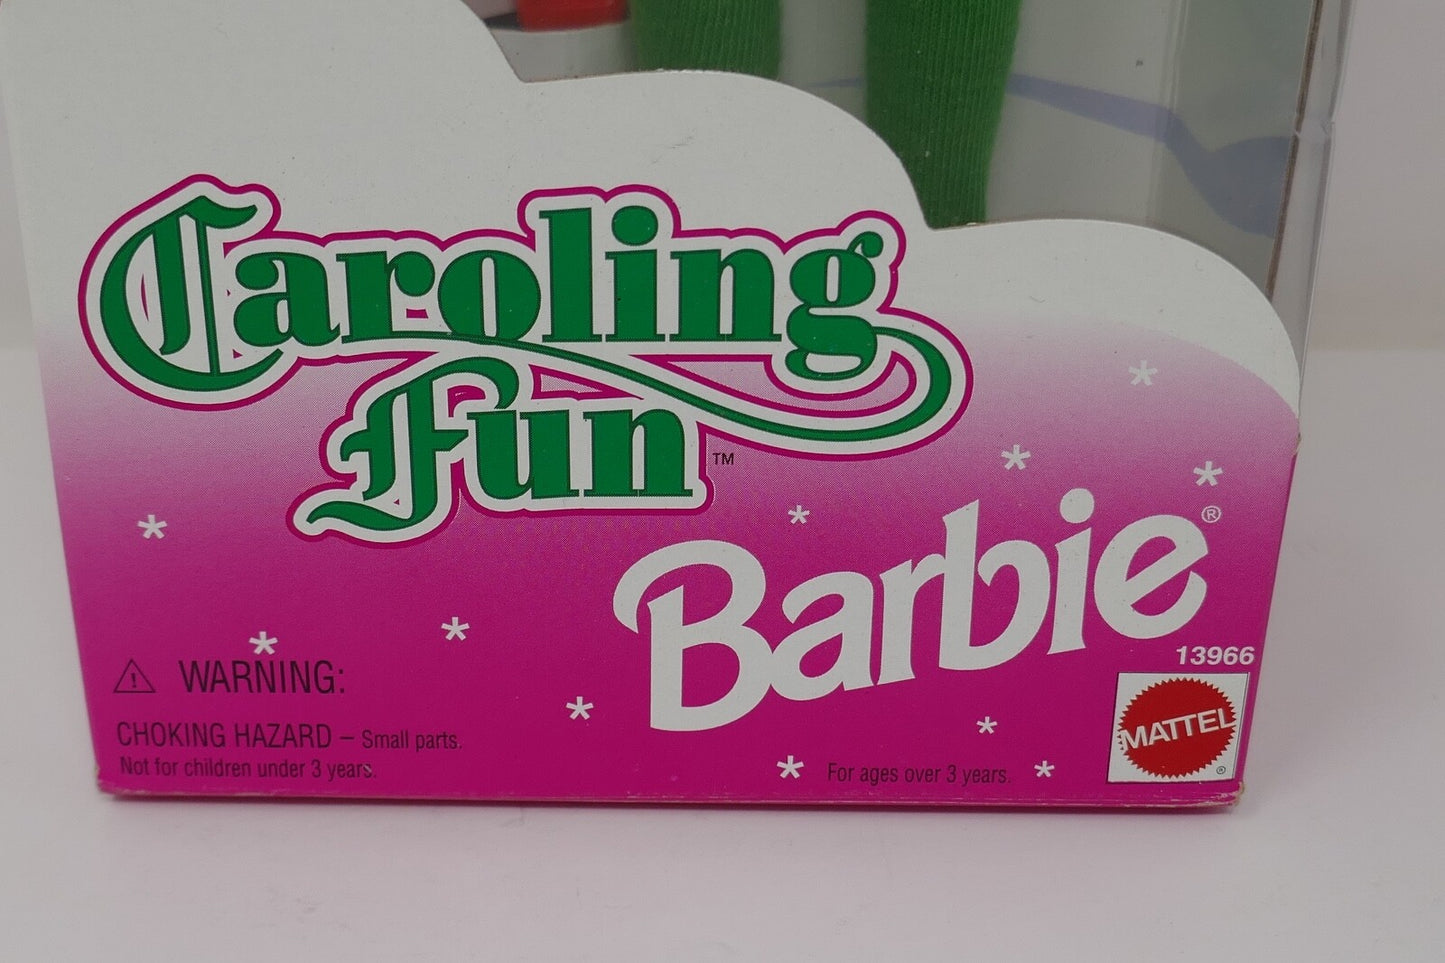 Caroling
Fun™
Barbie®
13966
MATTEL
®
⚠ WARNING:
CHOKING HAZARD – Small parts.
Not for children under 3 years.
For ages over 3 years.